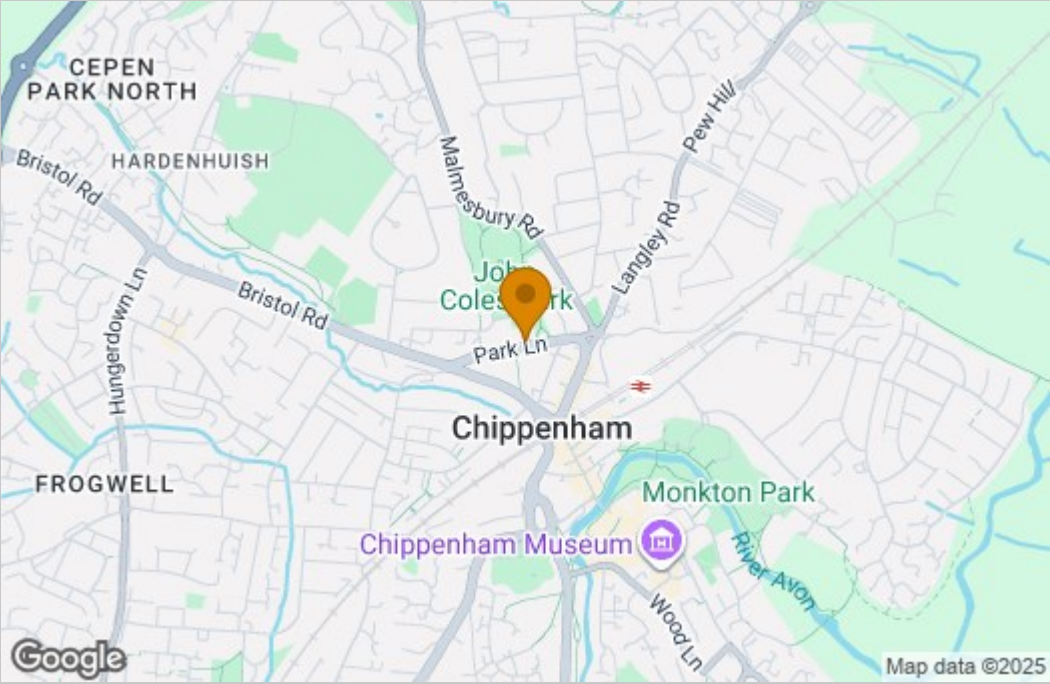 CEPEN
PARK NORTH
HARDENHUISH
Bristol Rd
Malmesbury Rd
Pew Hill
Langley Rd
Hungerdown Ln
Bristol Rd
Coles
Park Ln
Chippenham
FROGWELL
Monkton Park
Chippenham Museum
River Avon
Wood Ln
Google
Map data ©2025